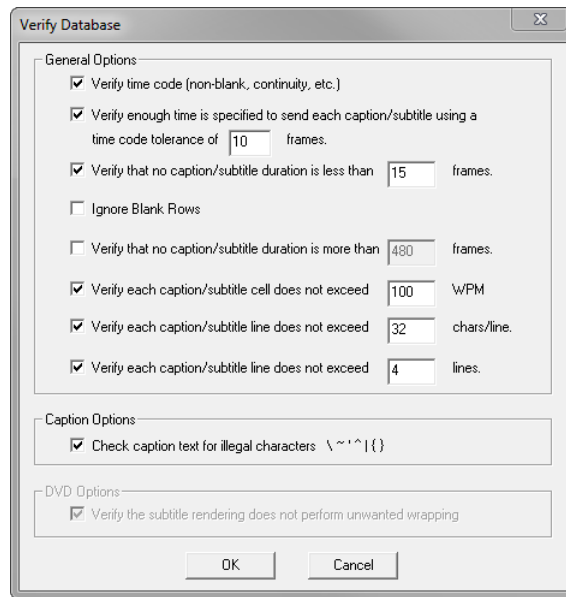 Verify Database
General Options
Verify time code (non-blank, continuity, etc.)
Verify enough time is specified to send each caption/subtitle using a
time code tolerance of 10 frames.
Verify that no caption/subtitle duration is less than 15 frames.
Ignore Blank Rows
Verify that no caption/subtitle duration is more than 480 frames.
Verify each caption/subtitle cell does not exceed 100 WPM
Verify each caption/subtitle line does not exceed 32 chars/line.
Verify each caption/subtitle line does not exceed 4 lines.
Caption Options
Check caption text for illegal characters \ ~ ' ^ | { }
DVD Options
Verify the subtitle rendering does not perform unwanted wrapping
OK Cancel